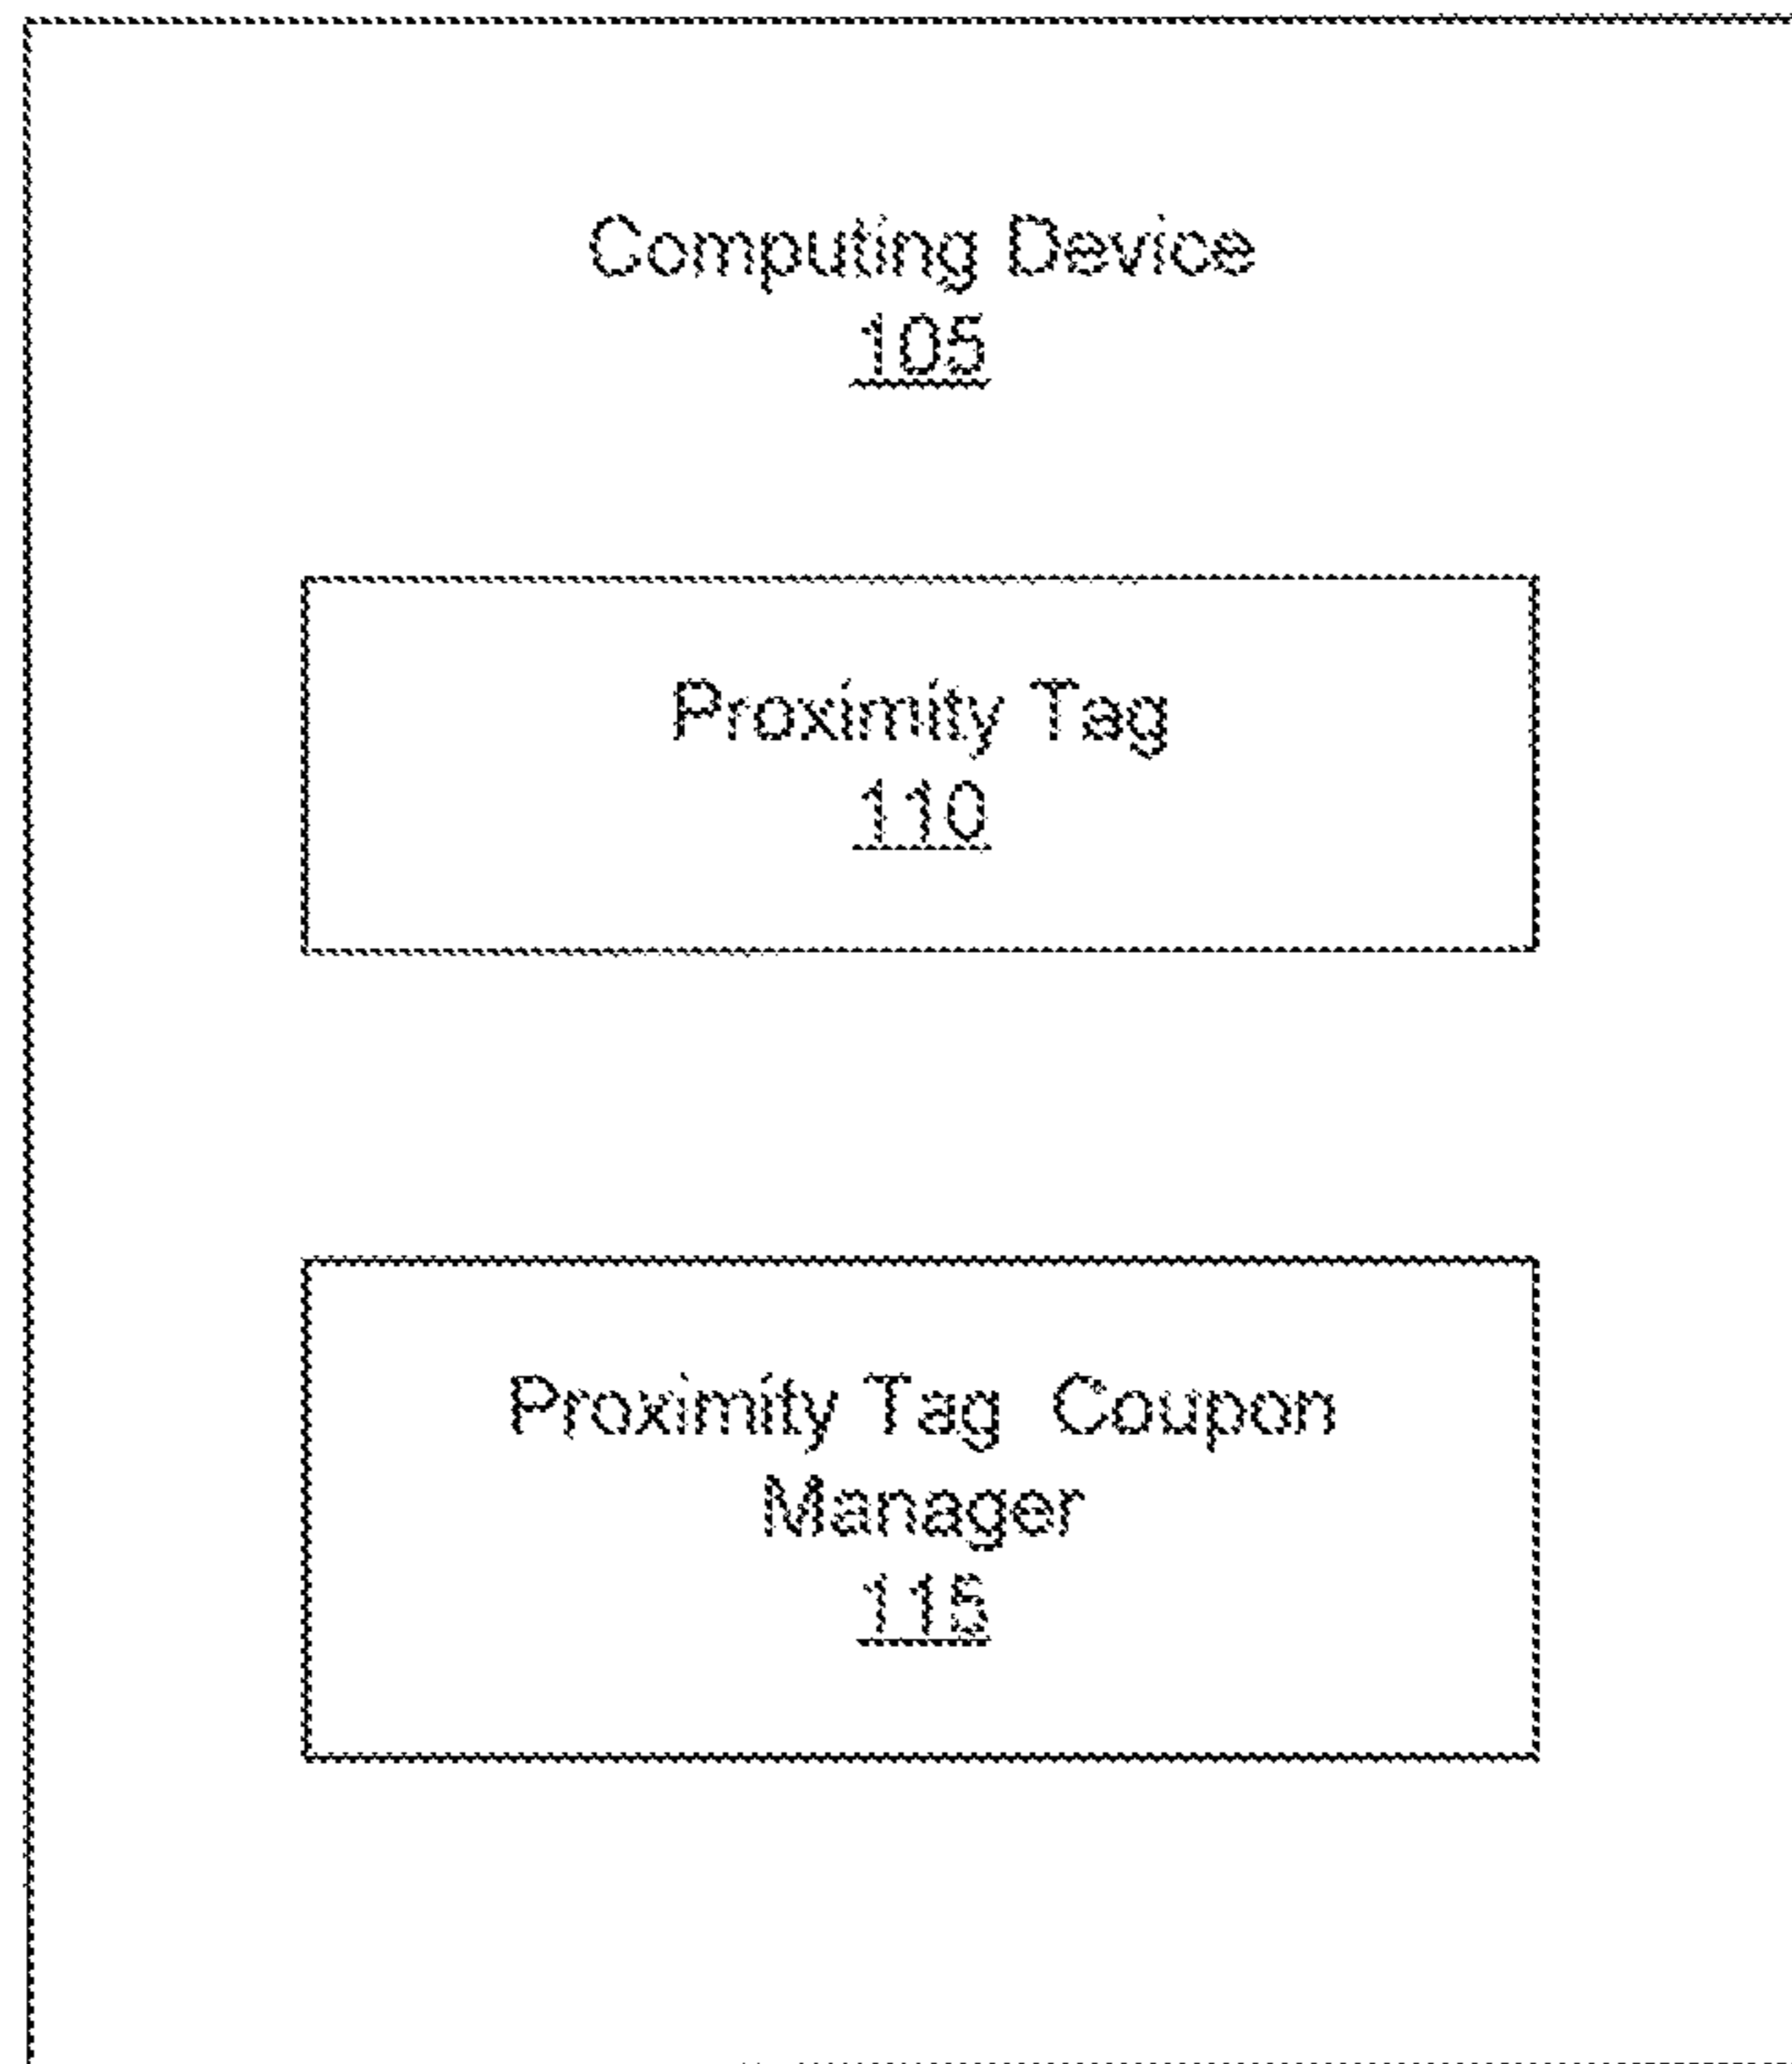 Computing Device
105
Proximity Tag
110
Proximity Tag Coupon
Manager
115